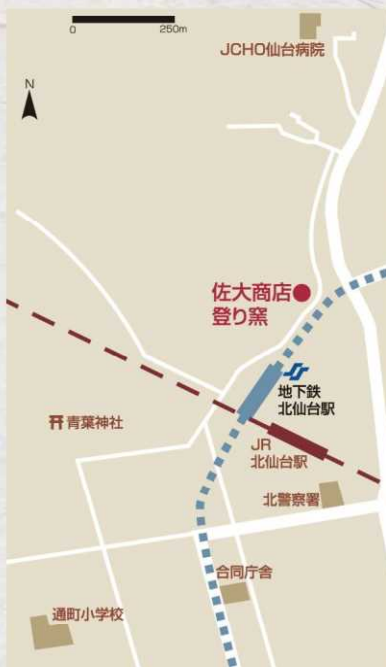 0 250m
JCHO仙台病院
N
佐大商店
登り窯
地下鉄
北仙台駅
青葉神社
JR
北仙台駅
北警察署
合同庁舎
通町小学校